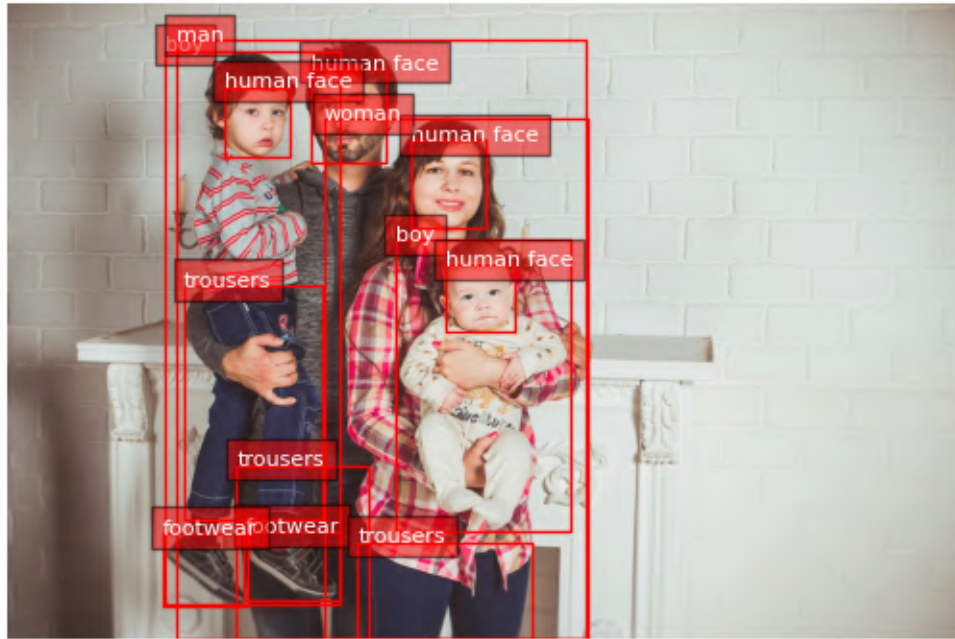 man
boy
human face
human face
woman
human face
boy
human face
trousers
trousers
footwear
footwear
trousers